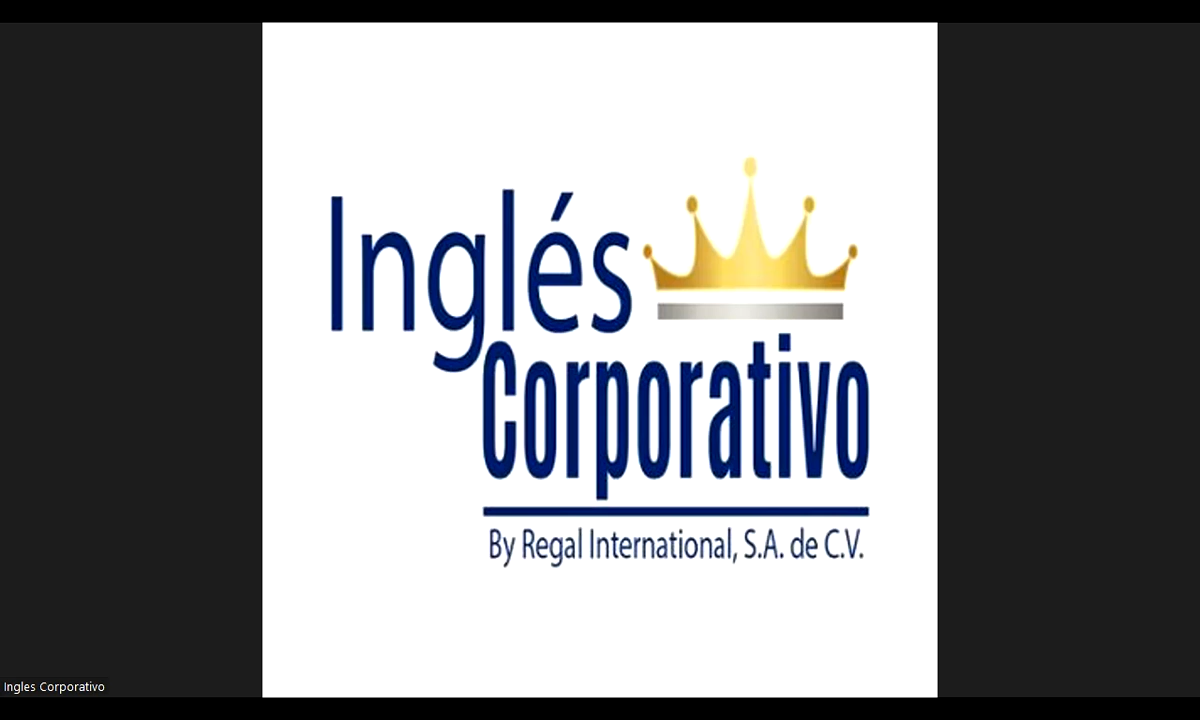 Inglés
Corporativo
By Regal International, S.A. de C.V.
Ingles Corporativo